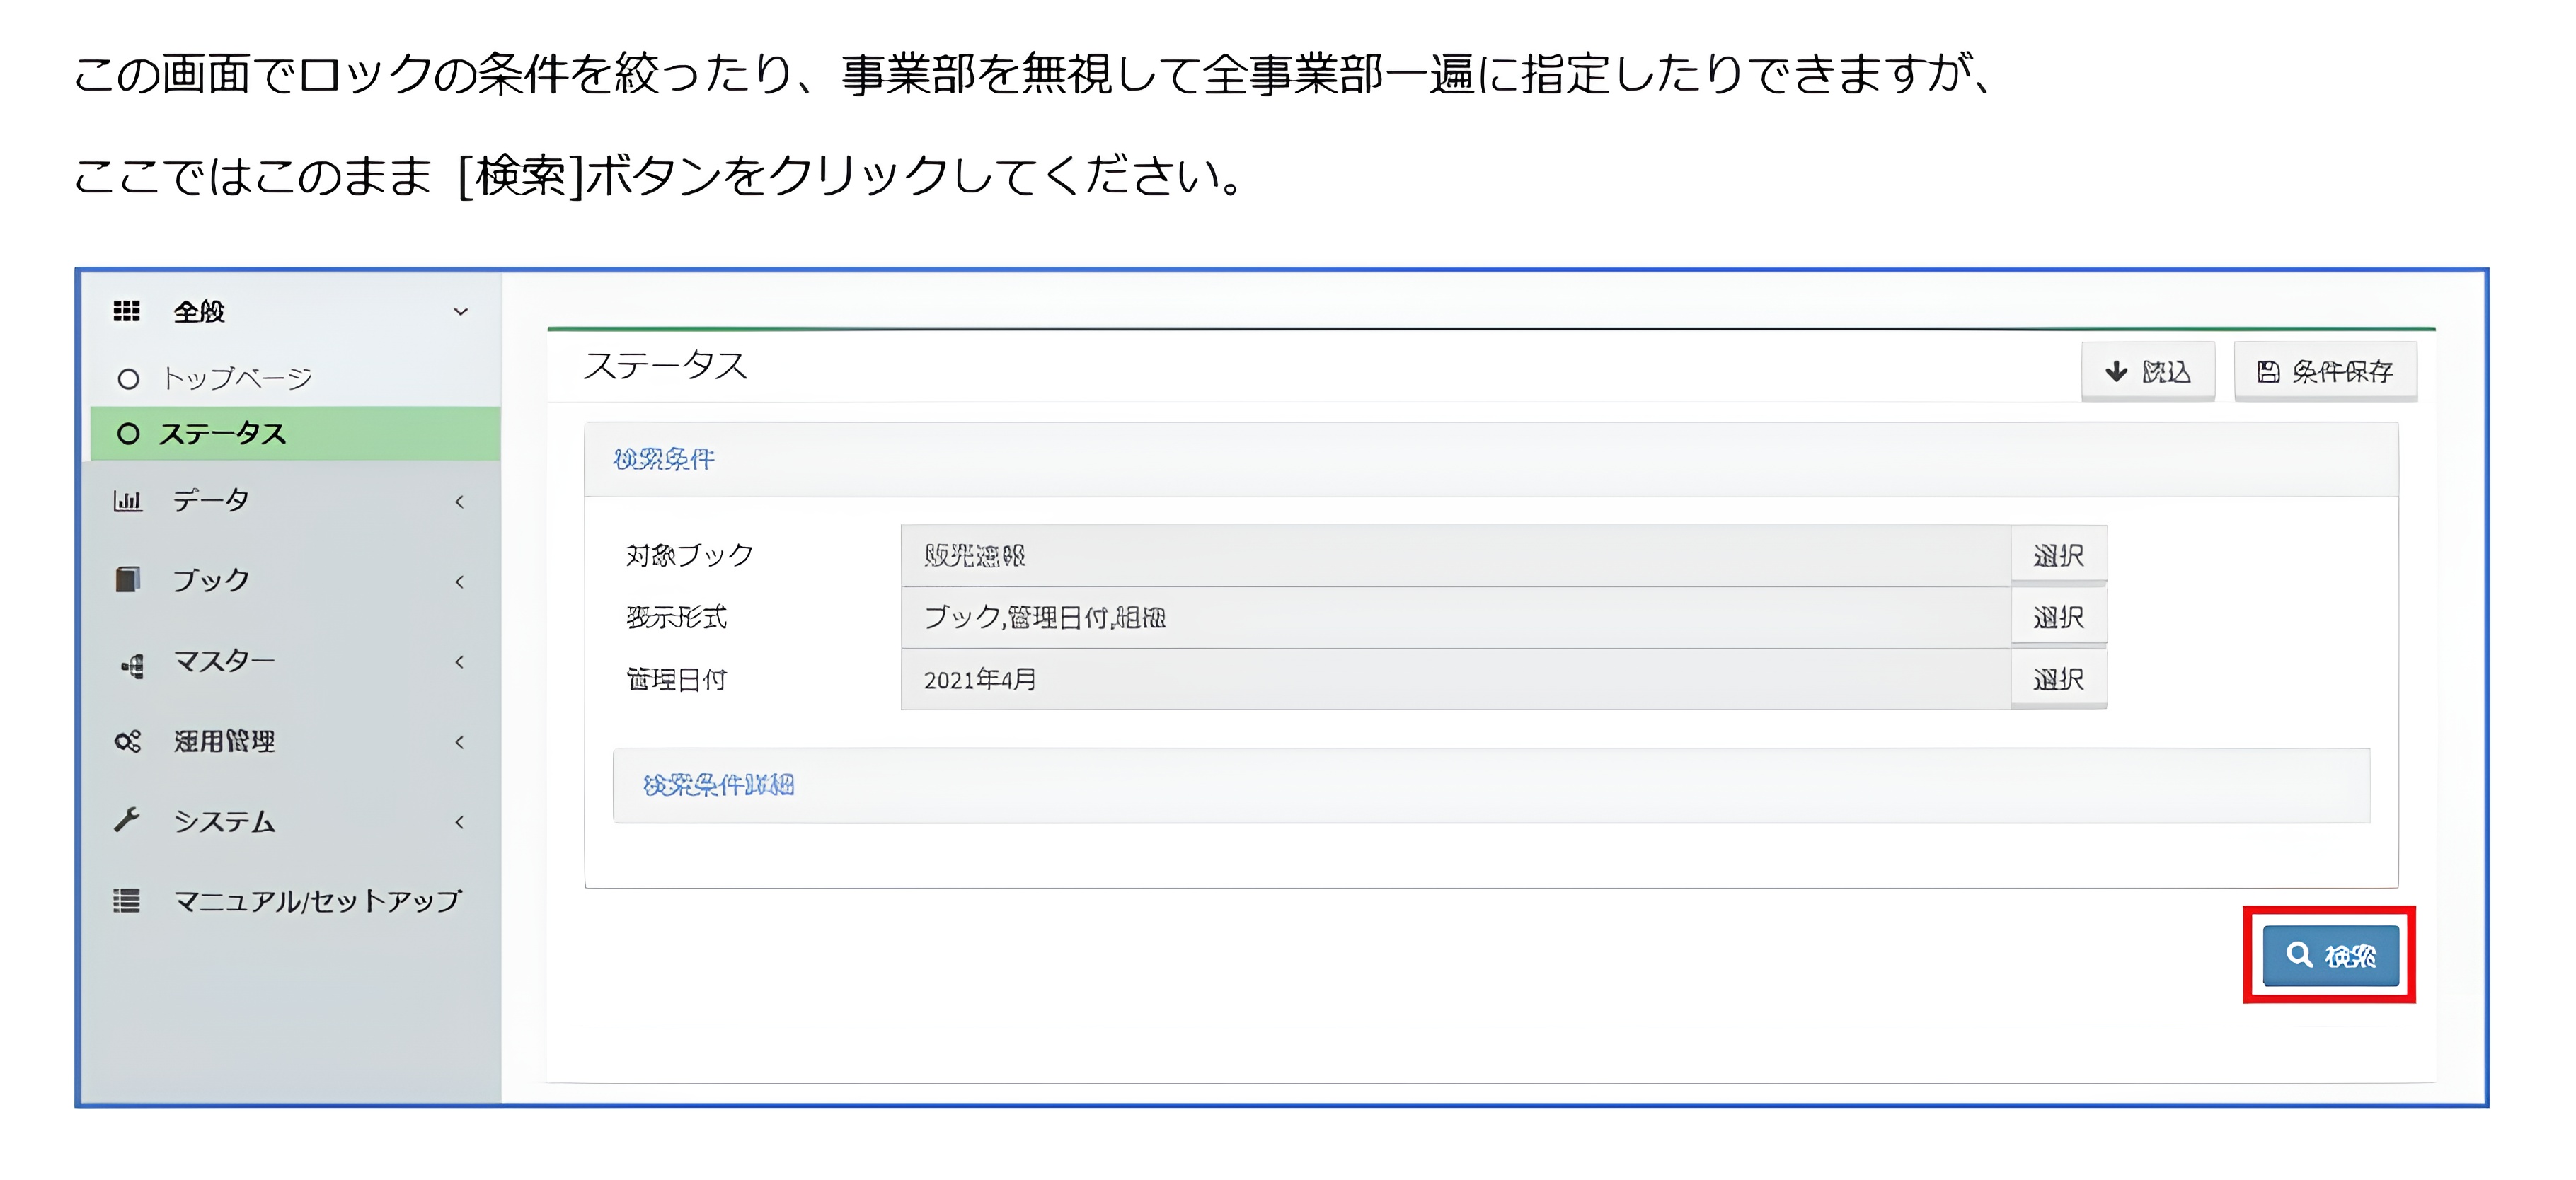 この画面でロックの条件を絞ったり、事業部を無視して全事業部一遍に指定したりできますが、
ここではこのまま [検索]ボタンをクリックしてください。
全般
トップページ
ステータス
データ
ブック
マスター
運用管理
システム
マニュアル/セットアップ
ステータス
読込
条件保存
検索条件
対象ブック
販売速報
選択
表示形式
ブック,管理日付,組織
選択
管理日付
2021年4月
選択
検索条件詳細
検索